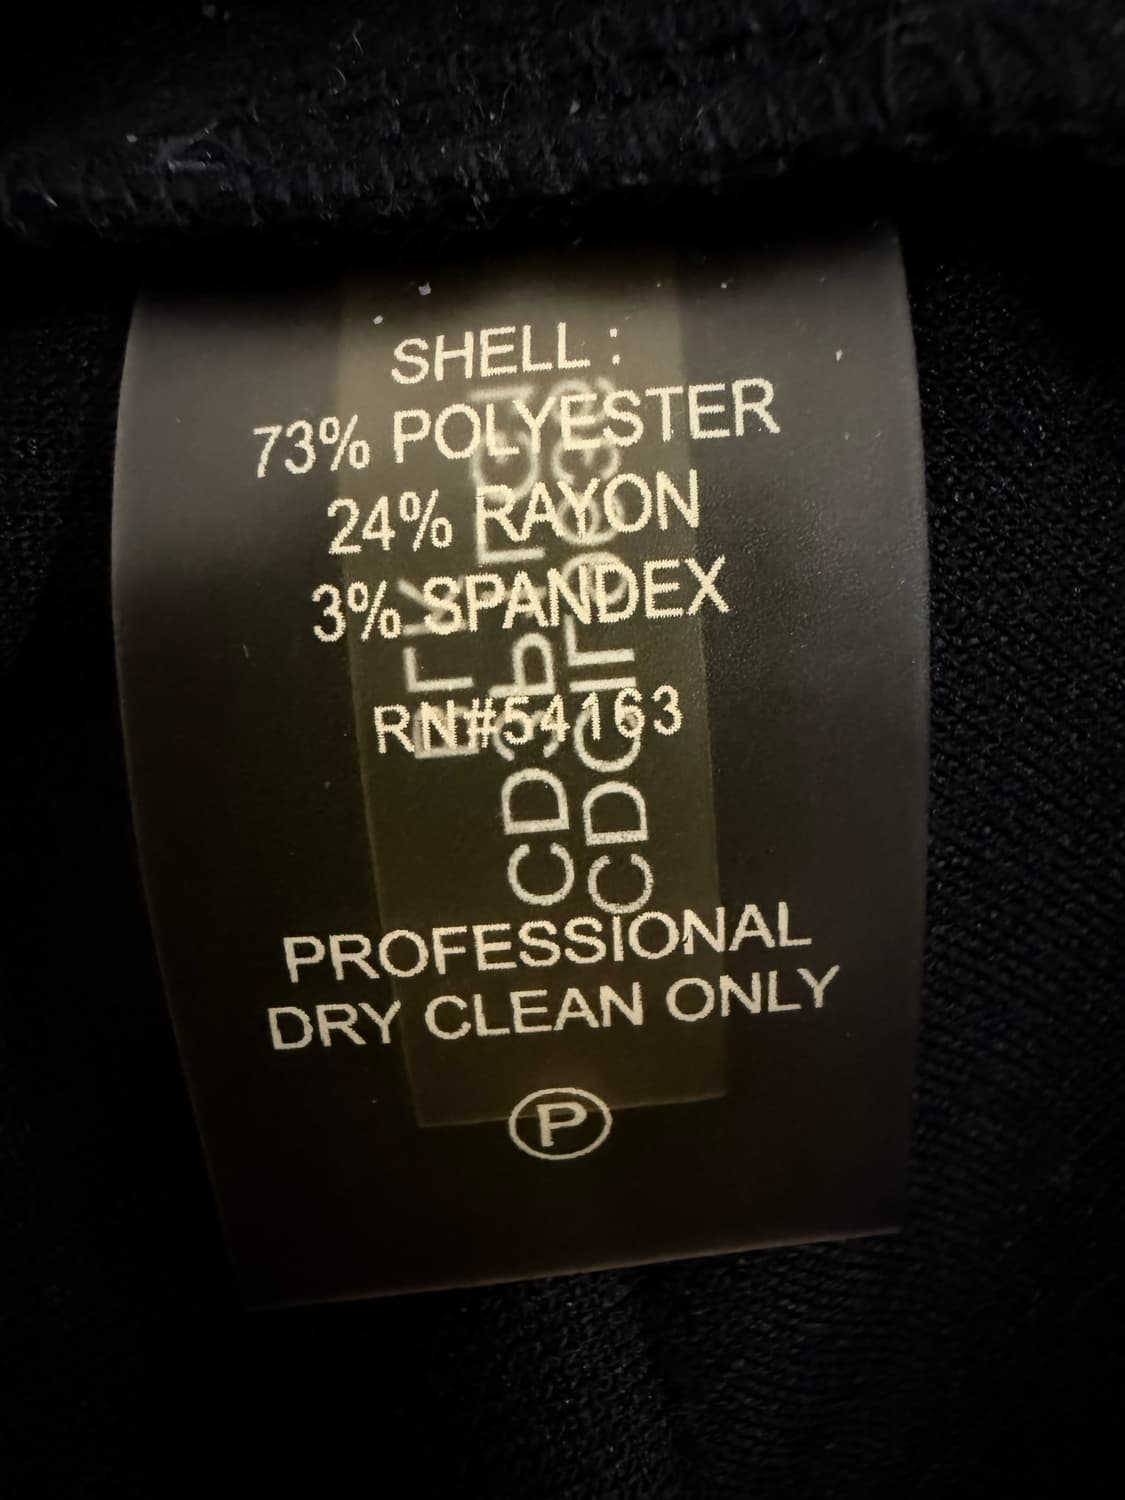 SHELL :
73% POLYESTER
24% RAYON
3% SPANDEX
RN#54163
PROFESSIONAL
DRY CLEAN ONLY
P